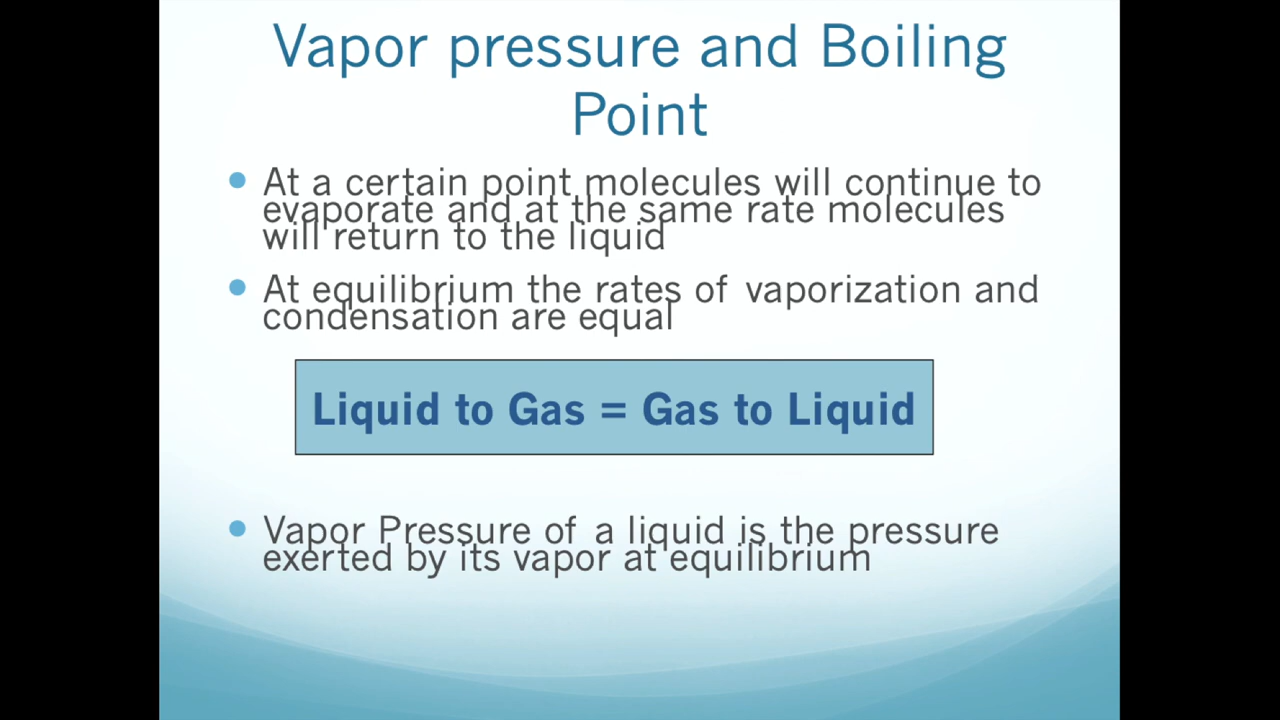 Vapor pressure and Boiling
Point
At a certain point molecules will continue to
evaporate and at the same rate molecules
will return to the liquid
At equilibrium the rates of vaporization and
condensation are equal
Liquid to Gas = Gas to Liquid
Vapor Pressure of a liquid is the pressure
exerted by its vapor at equilibrium